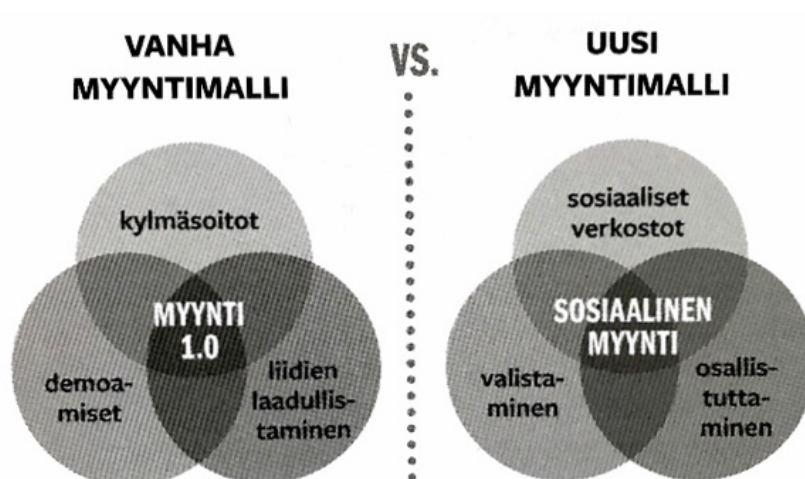 VANHA
MYYNTIMALLI
VS.
UUSI
MYYNTIMALLI
kylmäsoitot
MYYNTI
1.0
demoa-
miset
liidien
laadullis-
taminen
sosiaaliset
verkostot
SOSIAALINEN
MYYNTI
valista-
minen
osallis-
tutta-
minen